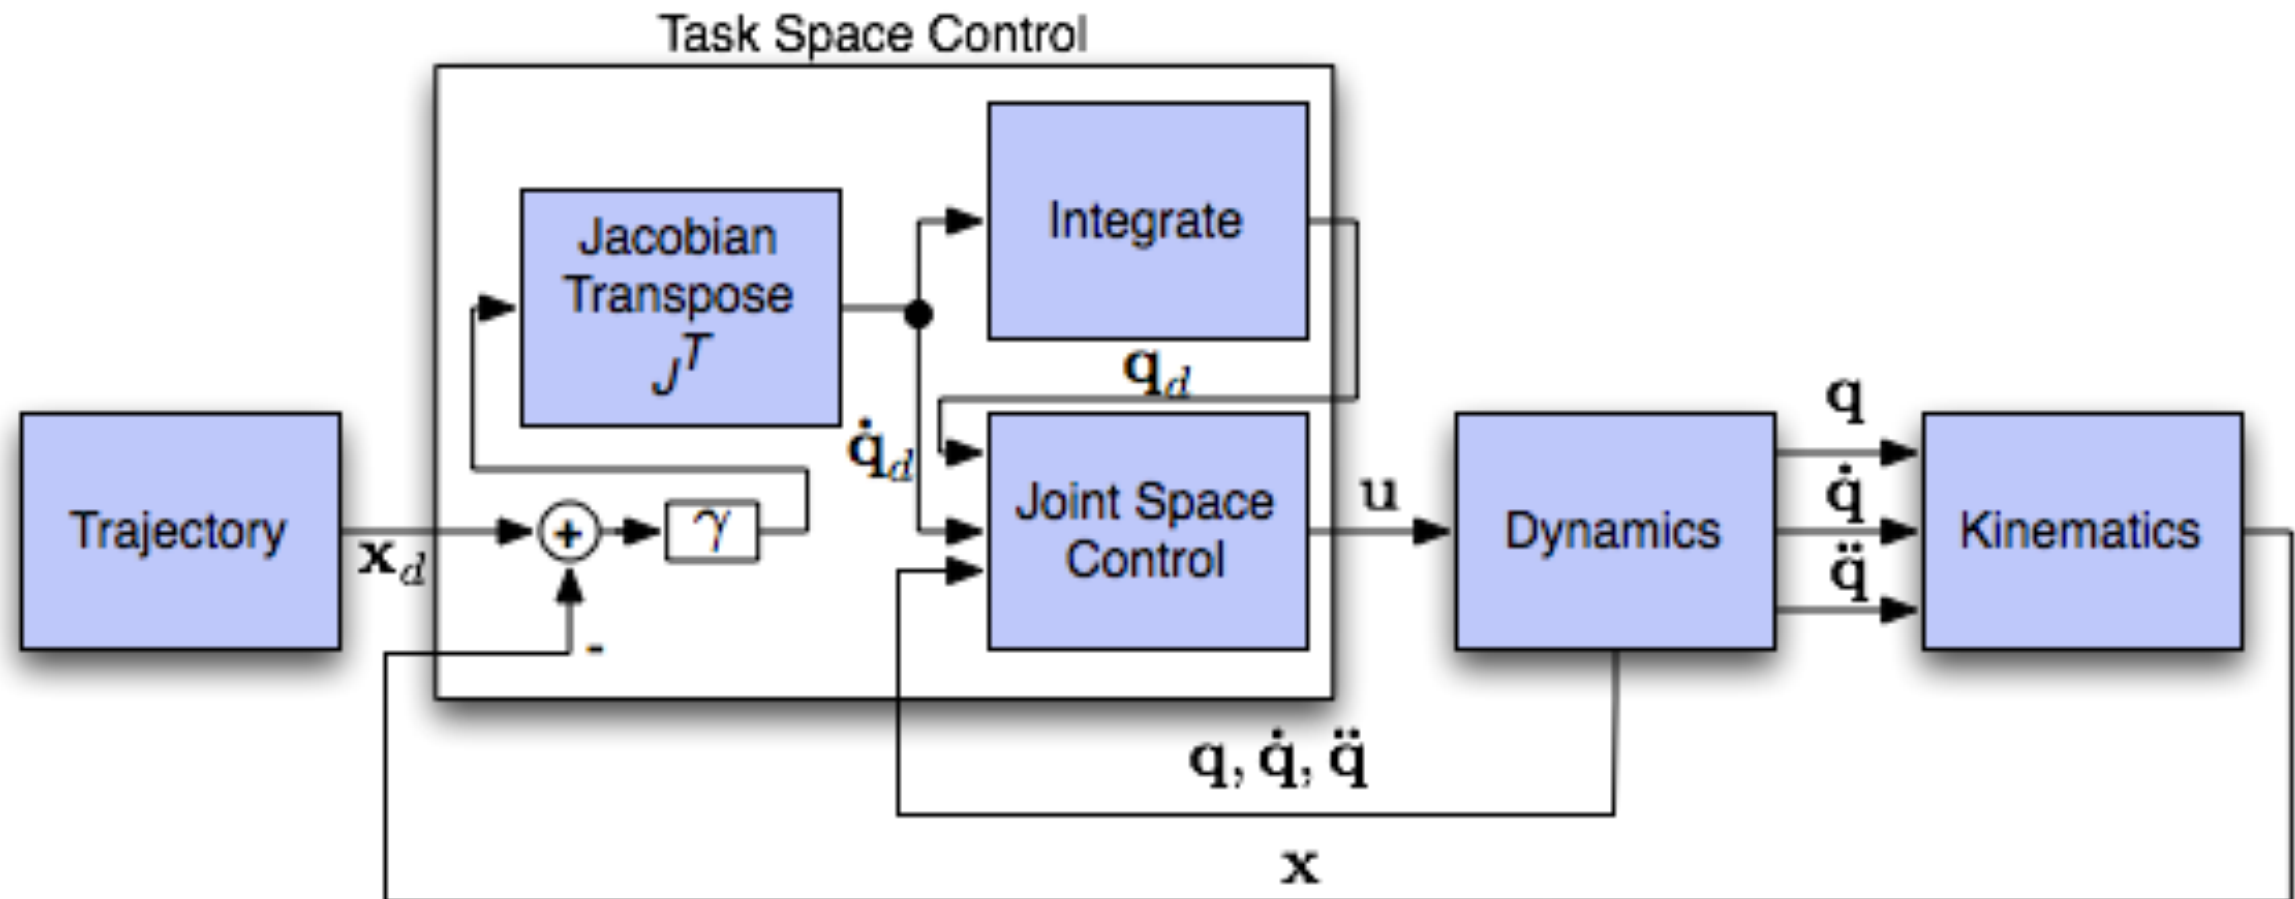 Task Space Control
Integrate
Jacobian
Transpose
J^T
q_d
q̇_d
Trajectory
x_d
+
γ
-
Joint Space
Control
u
Dynamics
q
q̇
q̈
Kinematics
q, q̇, q̈
x